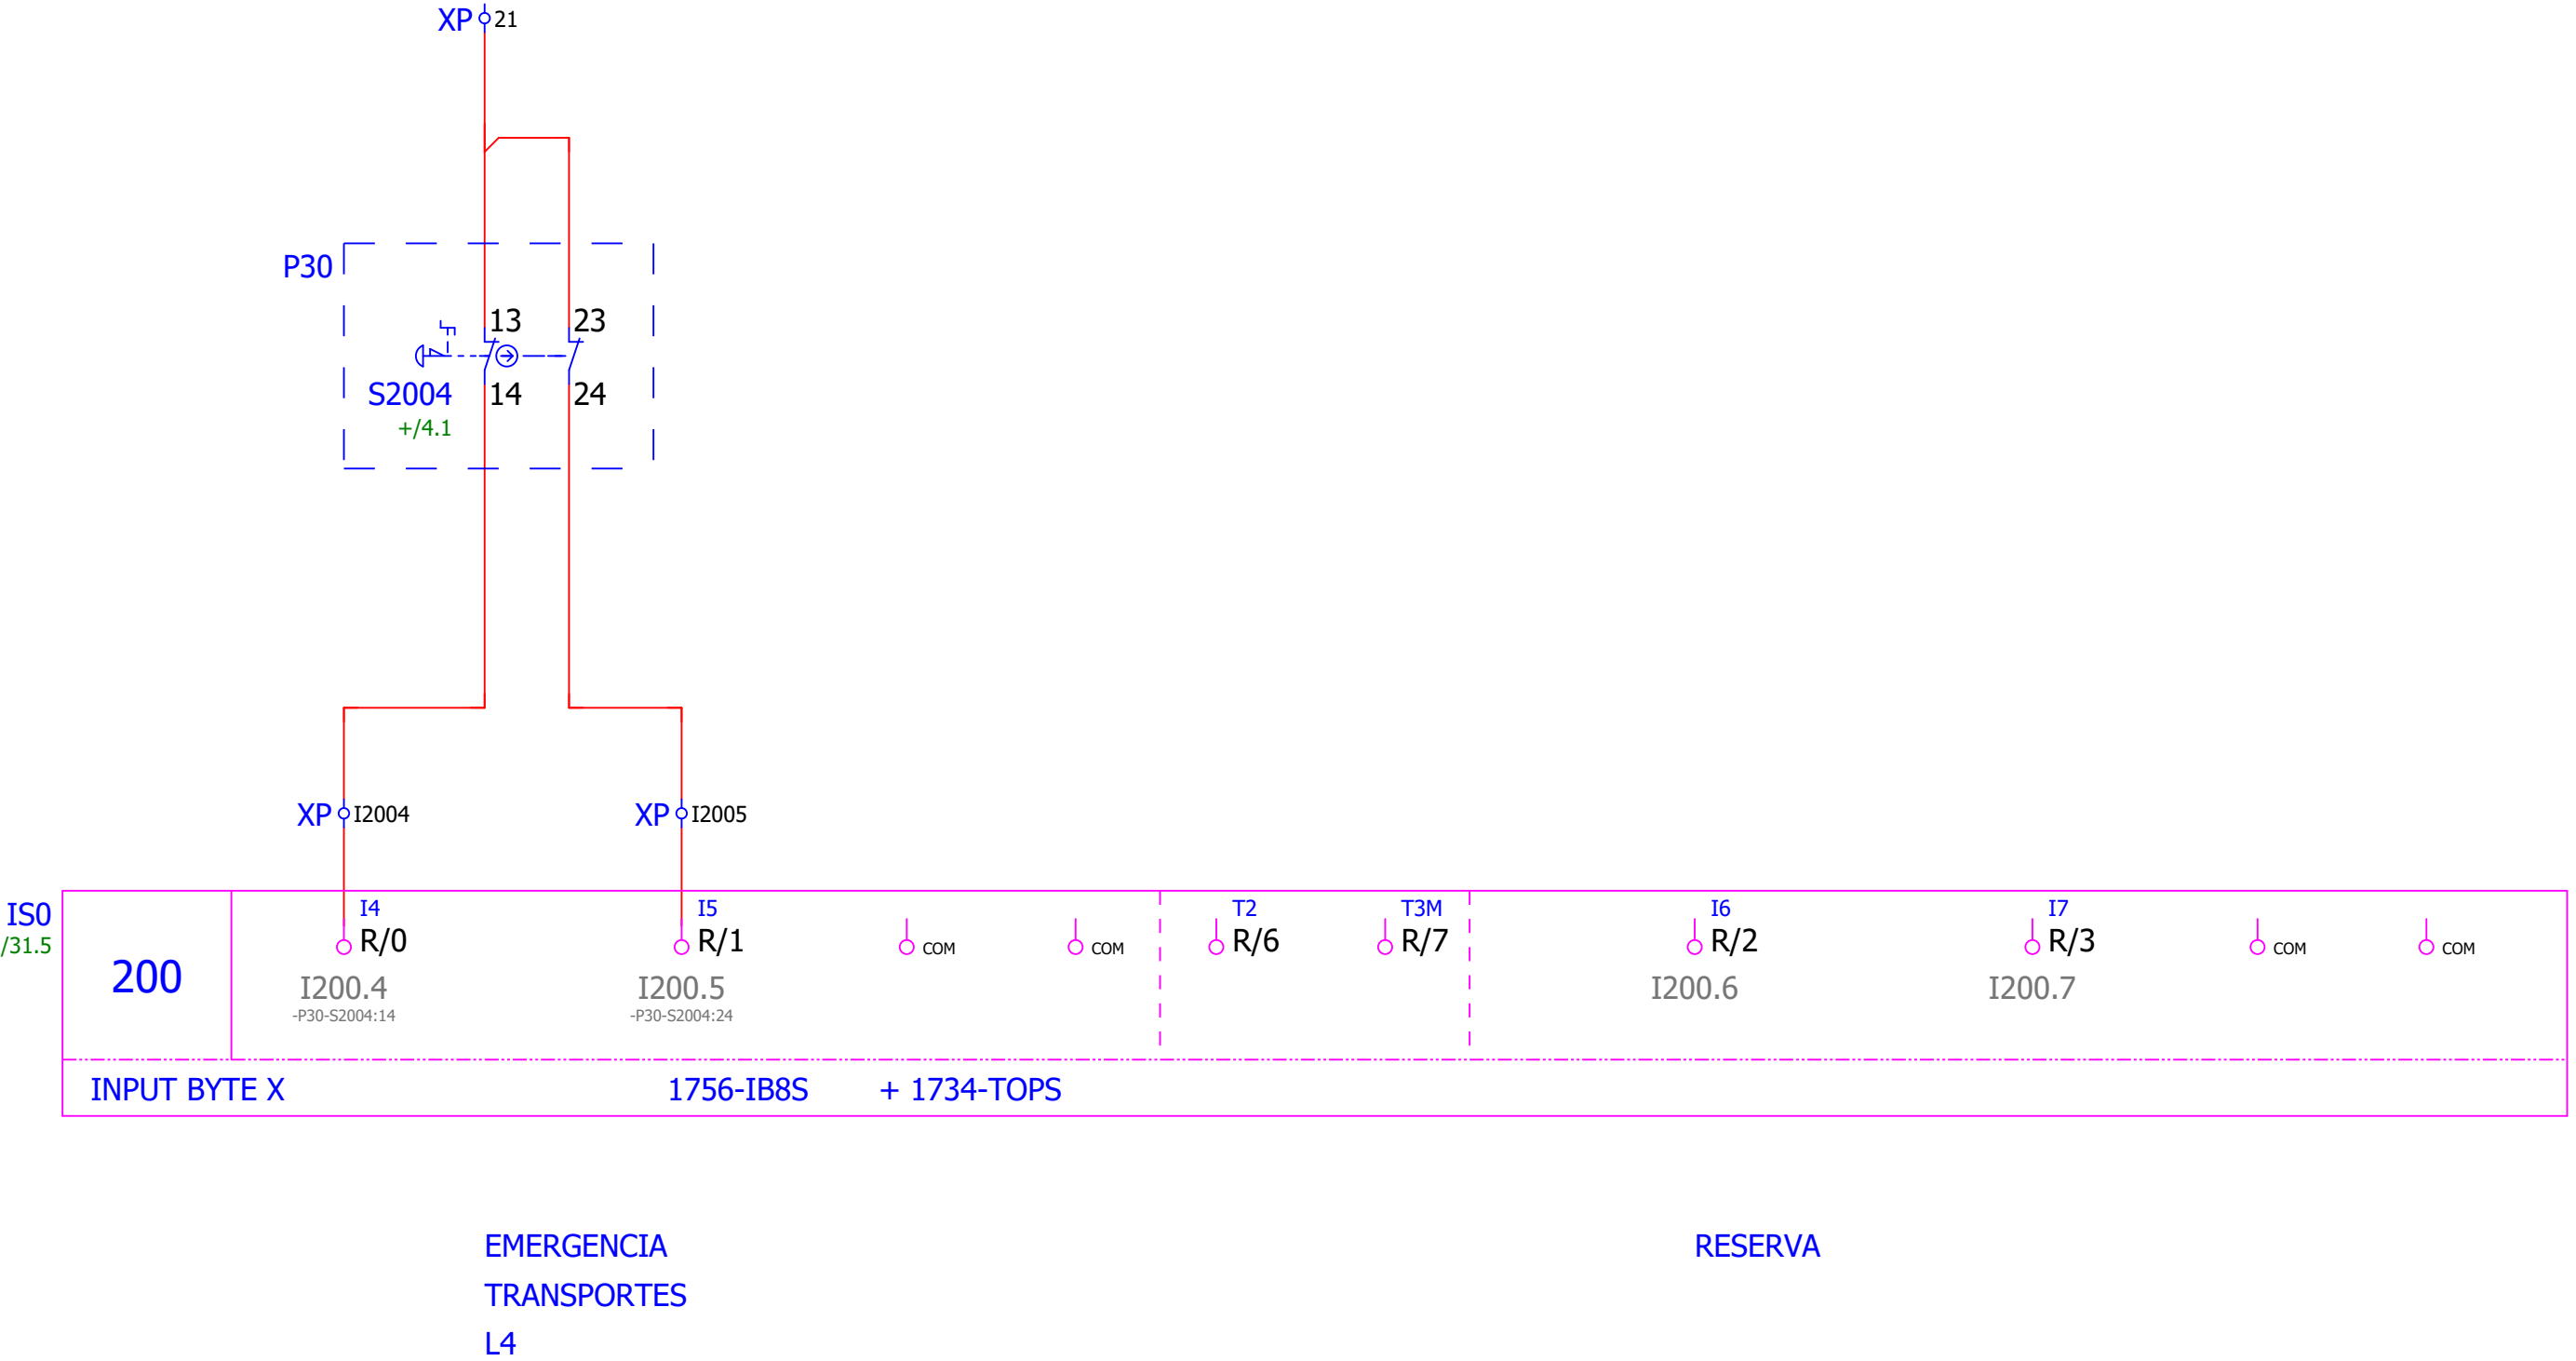 XP 21
P30
13 23
S2004 14 24
+/4.1
XP I2004 XP I2005
IS0 I4 I5 T2 T3M I6 I7
/31.5 R/0 R/1 COM COM R/6 R/7 R/2 R/3 COM COM
200 I200.4 I200.5 I200.6 I200.7
-P30-S2004:14 -P30-S2004:24
INPUT BYTE X 1756-IB8S + 1734-TOPS
EMERGENCIA RESERVA
TRANSPORTES
L4